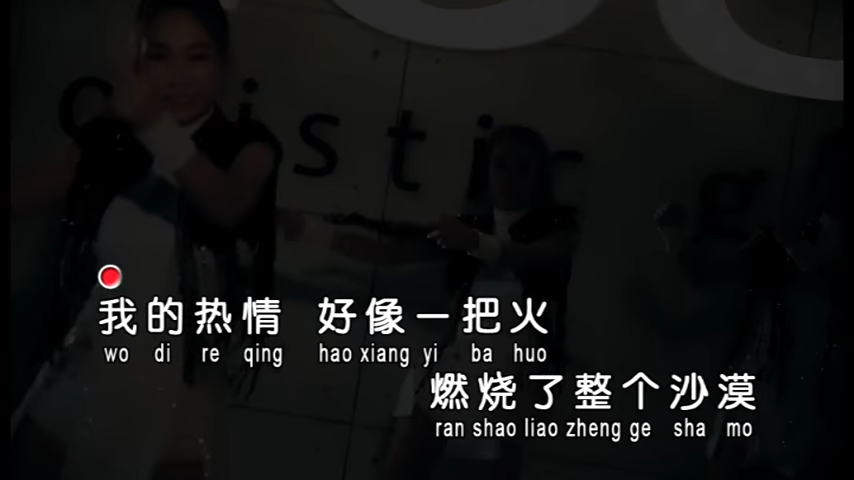 我的热情 好像一把火
wo di re qing hao xiang yi ba huo
燃烧了整个沙漠
ran shao liao zheng ge sha mo